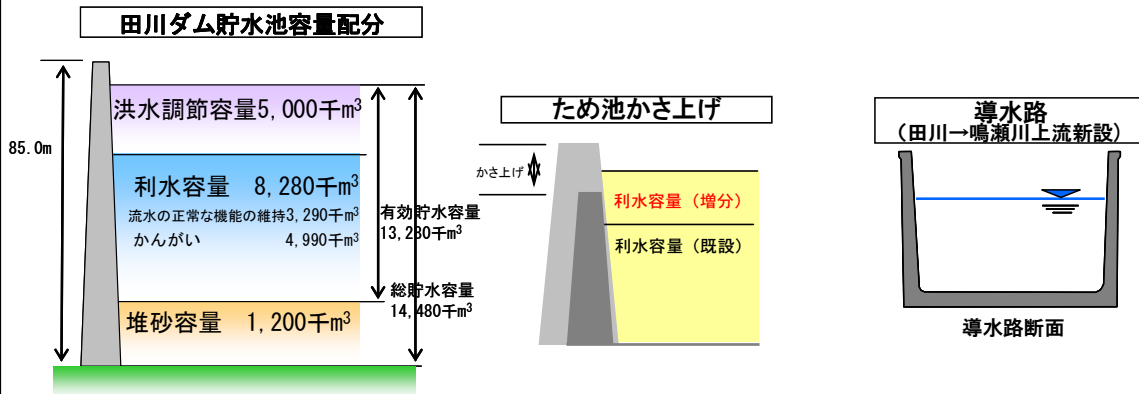 田川ダム貯水池容量配分
85.0m
洪水調節容量5,000千m³
利水容量 8,280千m³
流水の正常な機能の維持3,290千m³
かんがい 4,990千m³
堆砂容量 1,200千m³
有効貯水容量
13,280千m³
総貯水容量
14,480千m³
ため池かさ上げ
かさ上げ
利水容量（増分）
利水容量（既設）
導水路
（田川→鳴瀬川上流新設）
導水路断面